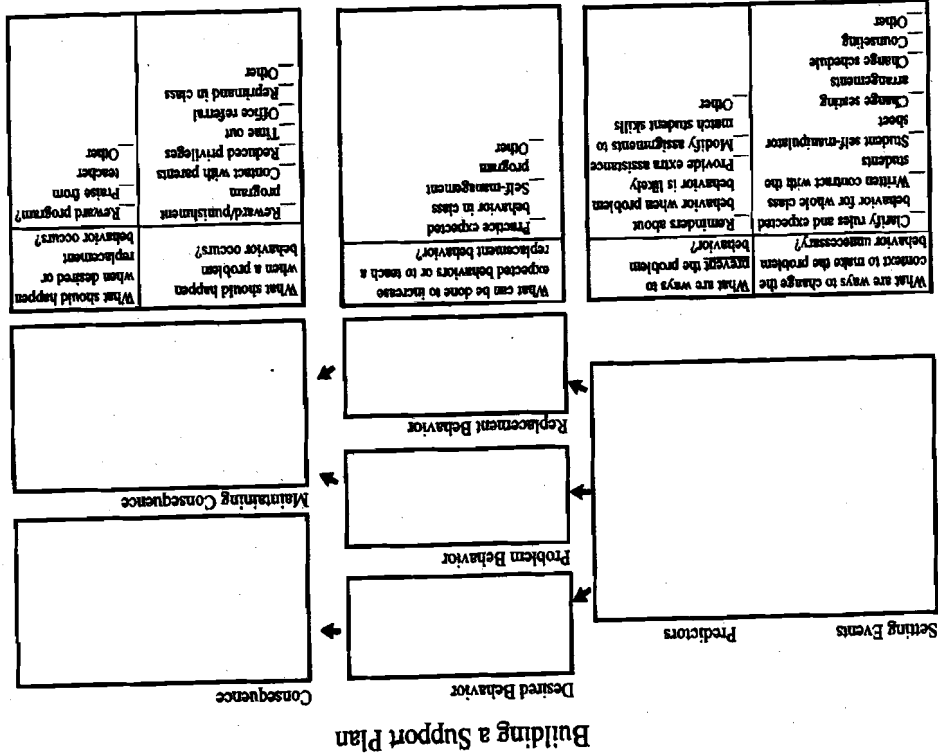 Building a Support Plan
Setting Events
Predictors
Desired Behavior
Consequence
Problem Behavior
Maintaining Consequence
Replacement Behavior
What are ways to change the
context to make the problem
behavior unnecessary?
__Clarify rules and expected
behavior for whole class
__Written contract with the
students
__Student self-manipulator
sheet
__Change seating
arrangements
__Change schedule
__Counseling
__Other
What are ways to
prevent the problem
behavior?
__Reminders about
behavior when problem
behavior is likely
__Provide extra assistance
__Modify assignments to
match student skills
__Other
What can be done to increase
expected behaviors or to teach a
replacement behavior?
__Practice expected
behavior in class
__Self-management
program
__Other
What should happen
when a problem
behavior occurs?
__Reward/punishment
program
__Contact with parents
__Reduced privileges
__Time out
__Office referral
__Reprimand in class
__Other
What should happen
when desired or
replacement
behavior occurs?
__Reward program?
__Praise from
teacher
__Other